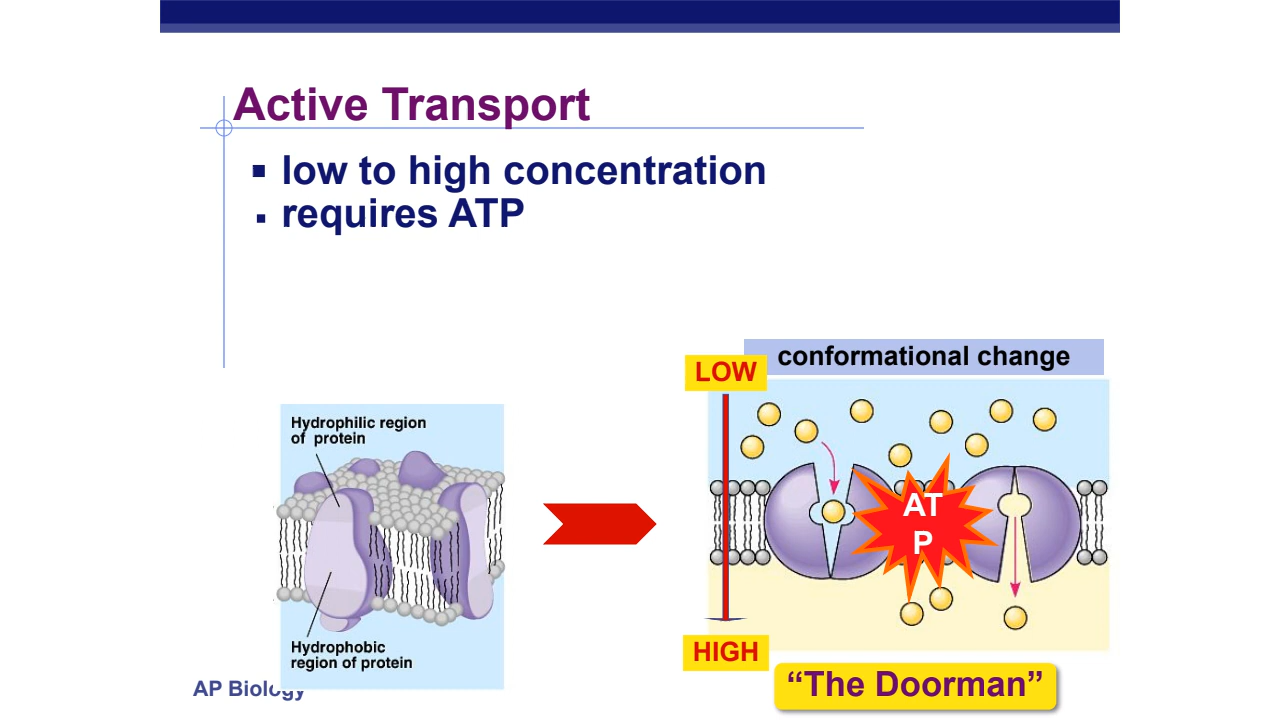 Active Transport
▪ low to high concentration
▪ requires ATP
conformational change
LOW
Hydrophilic region
of protein
AT
P
Hydrophobic
region of protein
HIGH
AP Biology
“The Doorman”